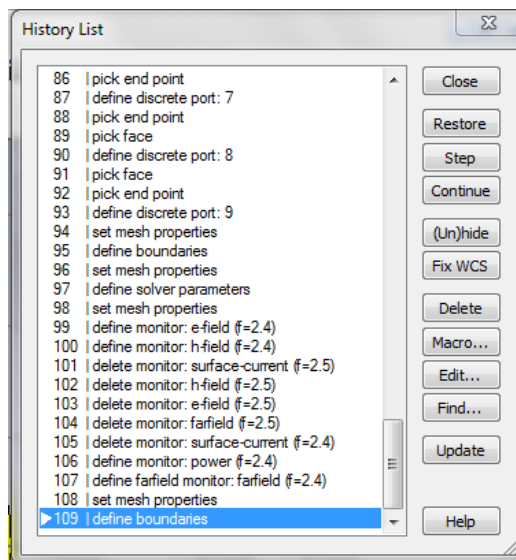 History List
86 | pick end point
87 | define discrete port: 7
88 | pick end point
89 | pick face
90 | define discrete port: 8
91 | pick face
92 | pick end point
93 | define discrete port: 9
94 | set mesh properties
95 | define boundaries
96 | set mesh properties
97 | define solver parameters
98 | set mesh properties
99 | define monitor: e-field (f=2.4)
100 | define monitor: h-field (f=2.4)
101 | delete monitor: surface-current (f=2.5)
102 | delete monitor: h-field (f=2.5)
103 | delete monitor: e-field (f=2.5)
104 | delete monitor: farfield (f=2.5)
105 | delete monitor: surface-current (f=2.4)
106 | define monitor: power (f=2.4)
107 | define farfield monitor: farfield (f=2.4)
108 | set mesh properties
109 | define boundaries
Close
Restore
Step
Continue
(Un)hide
Fix WCS
Delete
Macro...
Edit...
Find...
Update
Help